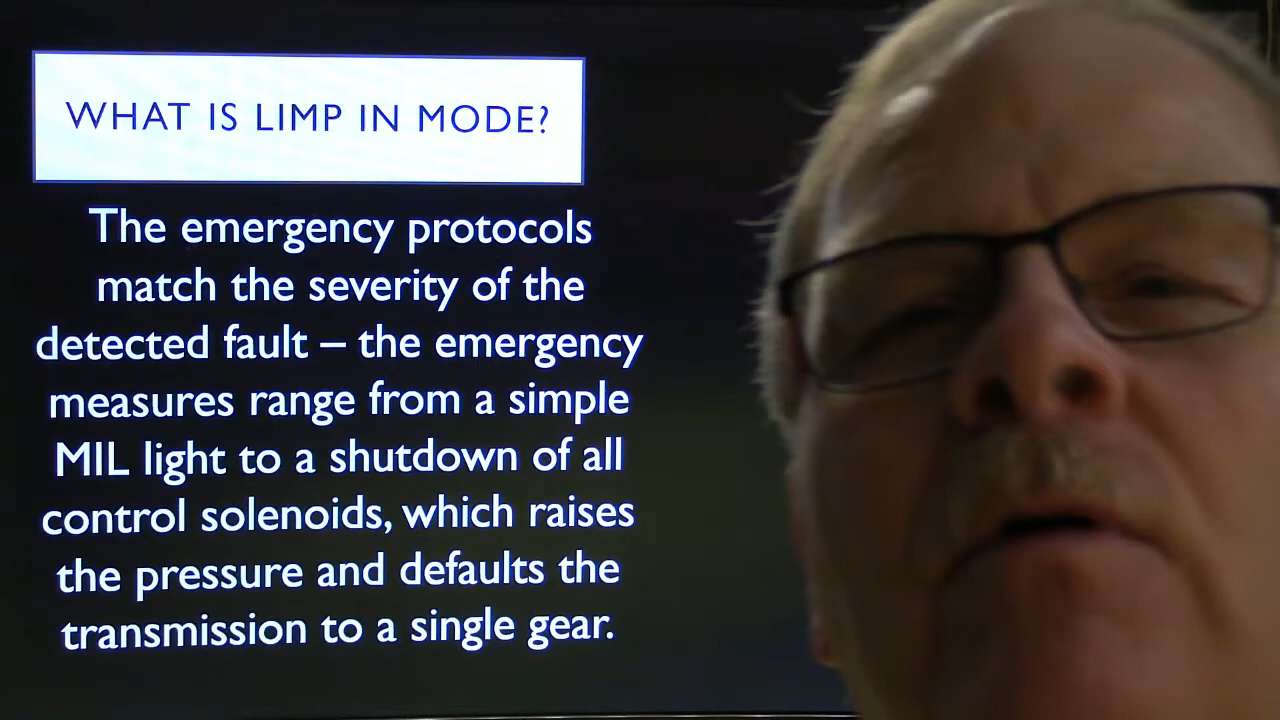 WHAT IS LIMP IN MODE?
The emergency protocols
match the severity of the
detected fault – the emergency
measures range from a simple
MIL light to a shutdown of all
control solenoids, which raises
the pressure and defaults the
transmission to a single gear.